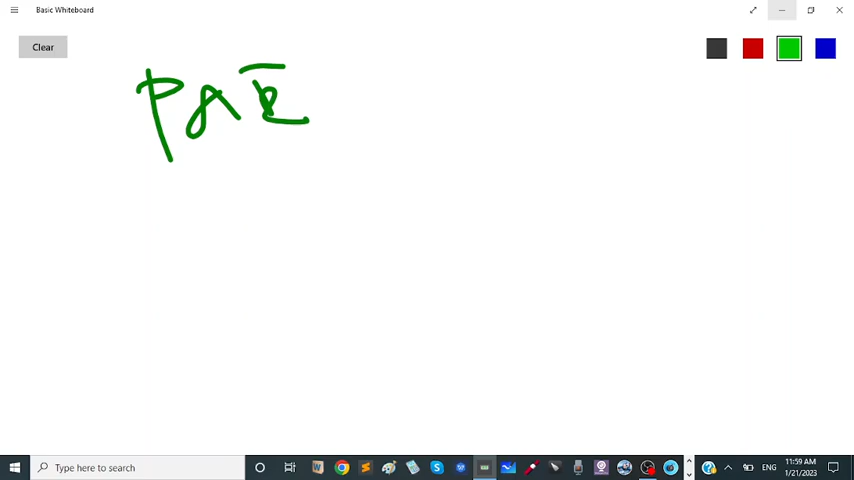 Basic Whiteboard
Clear
Type here to search
ENG
11:59 AM
1/21/2023